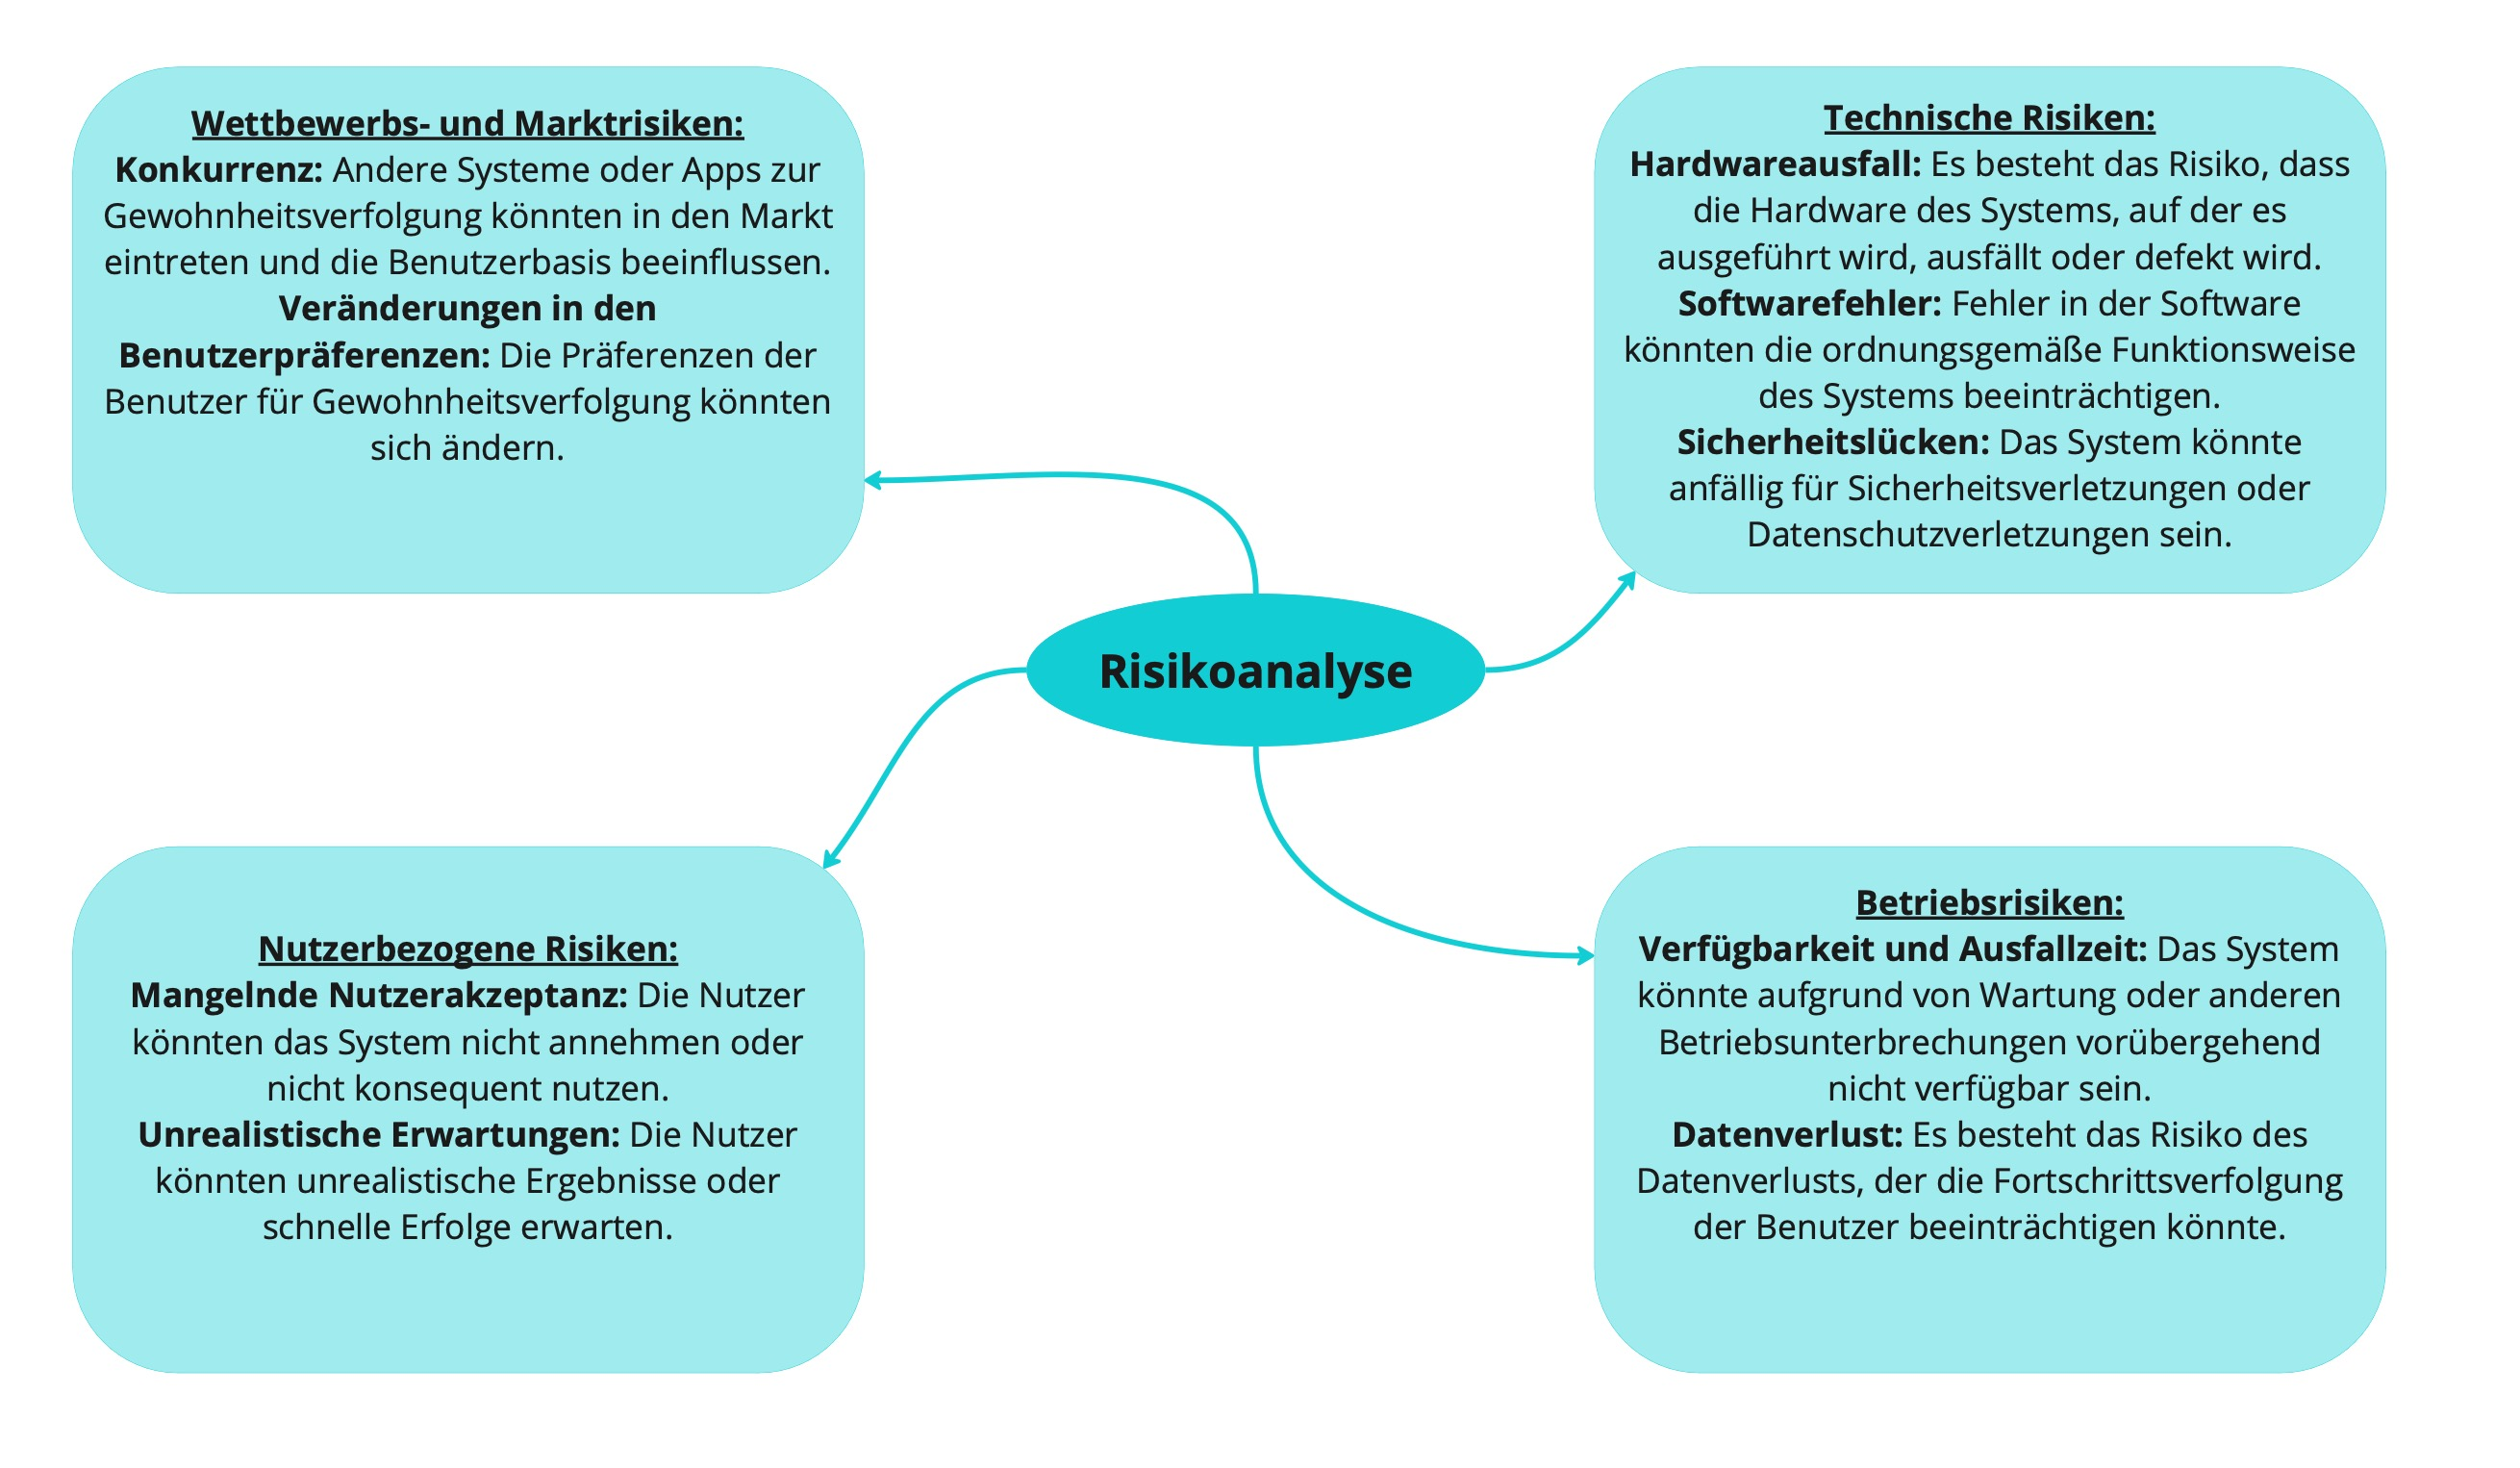 Wettbewerbs- und Marktrisiken:
Konkurrenz: Andere Systeme oder Apps zur
Gewohnheitsverfolgung könnten in den Markt
eintreten und die Benutzerbasis beeinflussen.
Veränderungen in den
Benutzerpräferenzen: Die Präferenzen der
Benutzer für Gewohnheitsverfolgung könnten
sich ändern.
Technische Risiken:
Hardwareausfall: Es besteht das Risiko, dass
die Hardware des Systems, auf der es
ausgeführt wird, ausfällt oder defekt wird.
Softwarefehler: Fehler in der Software
könnten die ordnungsgemäße Funktionsweise
des Systems beeinträchtigen.
Sicherheitslücken: Das System könnte
anfällig für Sicherheitsverletzungen oder
Datenschutzverletzungen sein.
Risikoanalyse
Nutzerbezogene Risiken:
Mangelnde Nutzerakzeptanz: Die Nutzer
könnten das System nicht annehmen oder
nicht konsequent nutzen.
Unrealistische Erwartungen: Die Nutzer
könnten unrealistische Ergebnisse oder
schnelle Erfolge erwarten.
Betriebsrisiken:
Verfügbarkeit und Ausfallzeit: Das System
könnte aufgrund von Wartung oder anderen
Betriebsunterbrechungen vorübergehend
nicht verfügbar sein.
Datenverlust: Es besteht das Risiko des
Datenverlusts, der die Fortschrittsverfolgung
der Benutzer beeinträchtigen könnte.